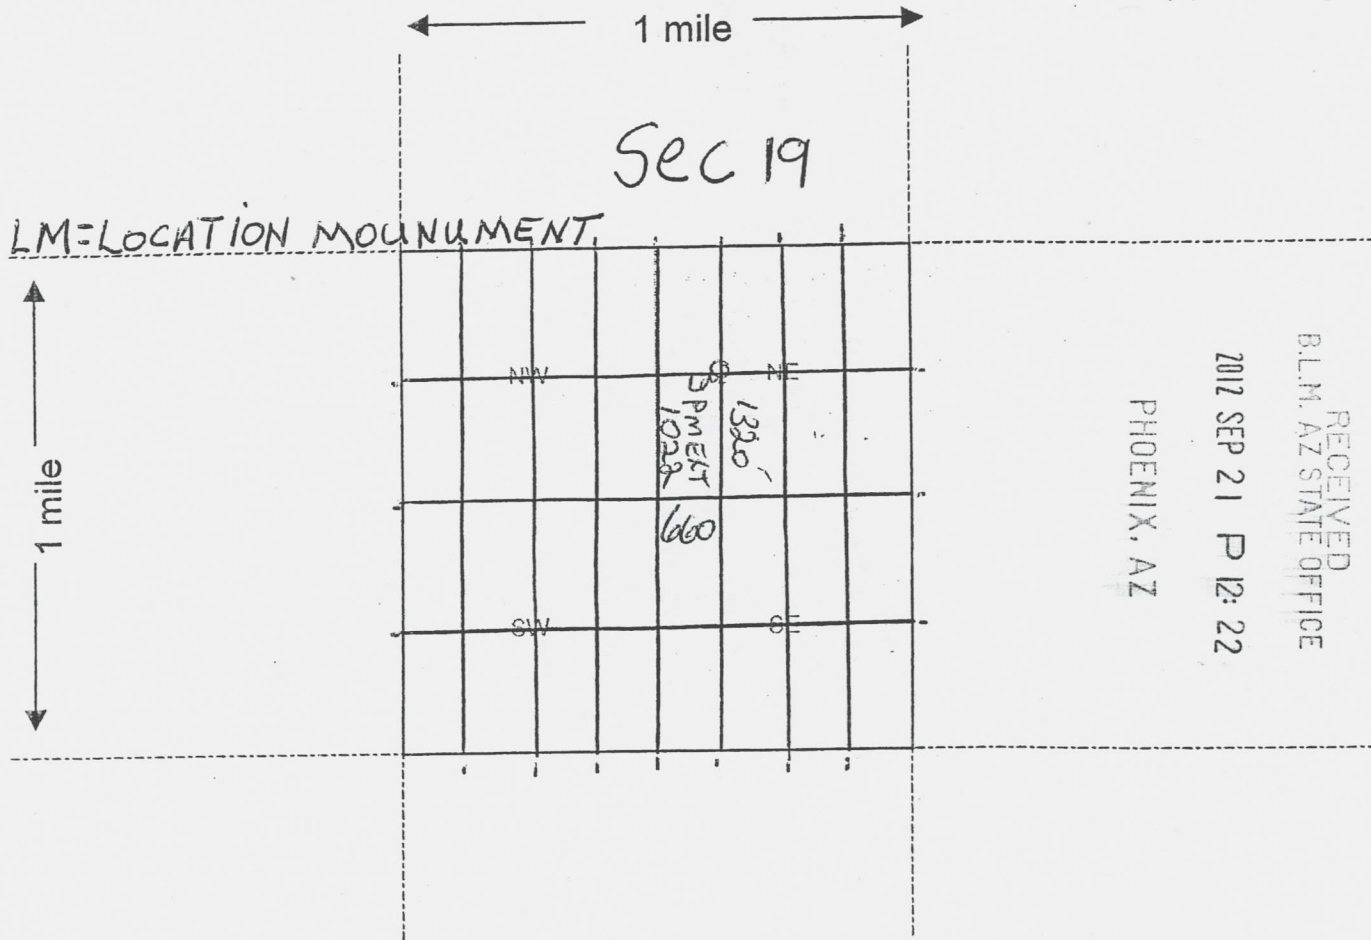 1 mile
Sec 19
LM=LOCATION MOUNUMENT
1 mile
NW
NE
1320
1022
660
SW
SE
RECEIVED
B.L.M. AZ STATE OFFICE
2012 SEP 21 P 12: 22
PHOENIX, AZ